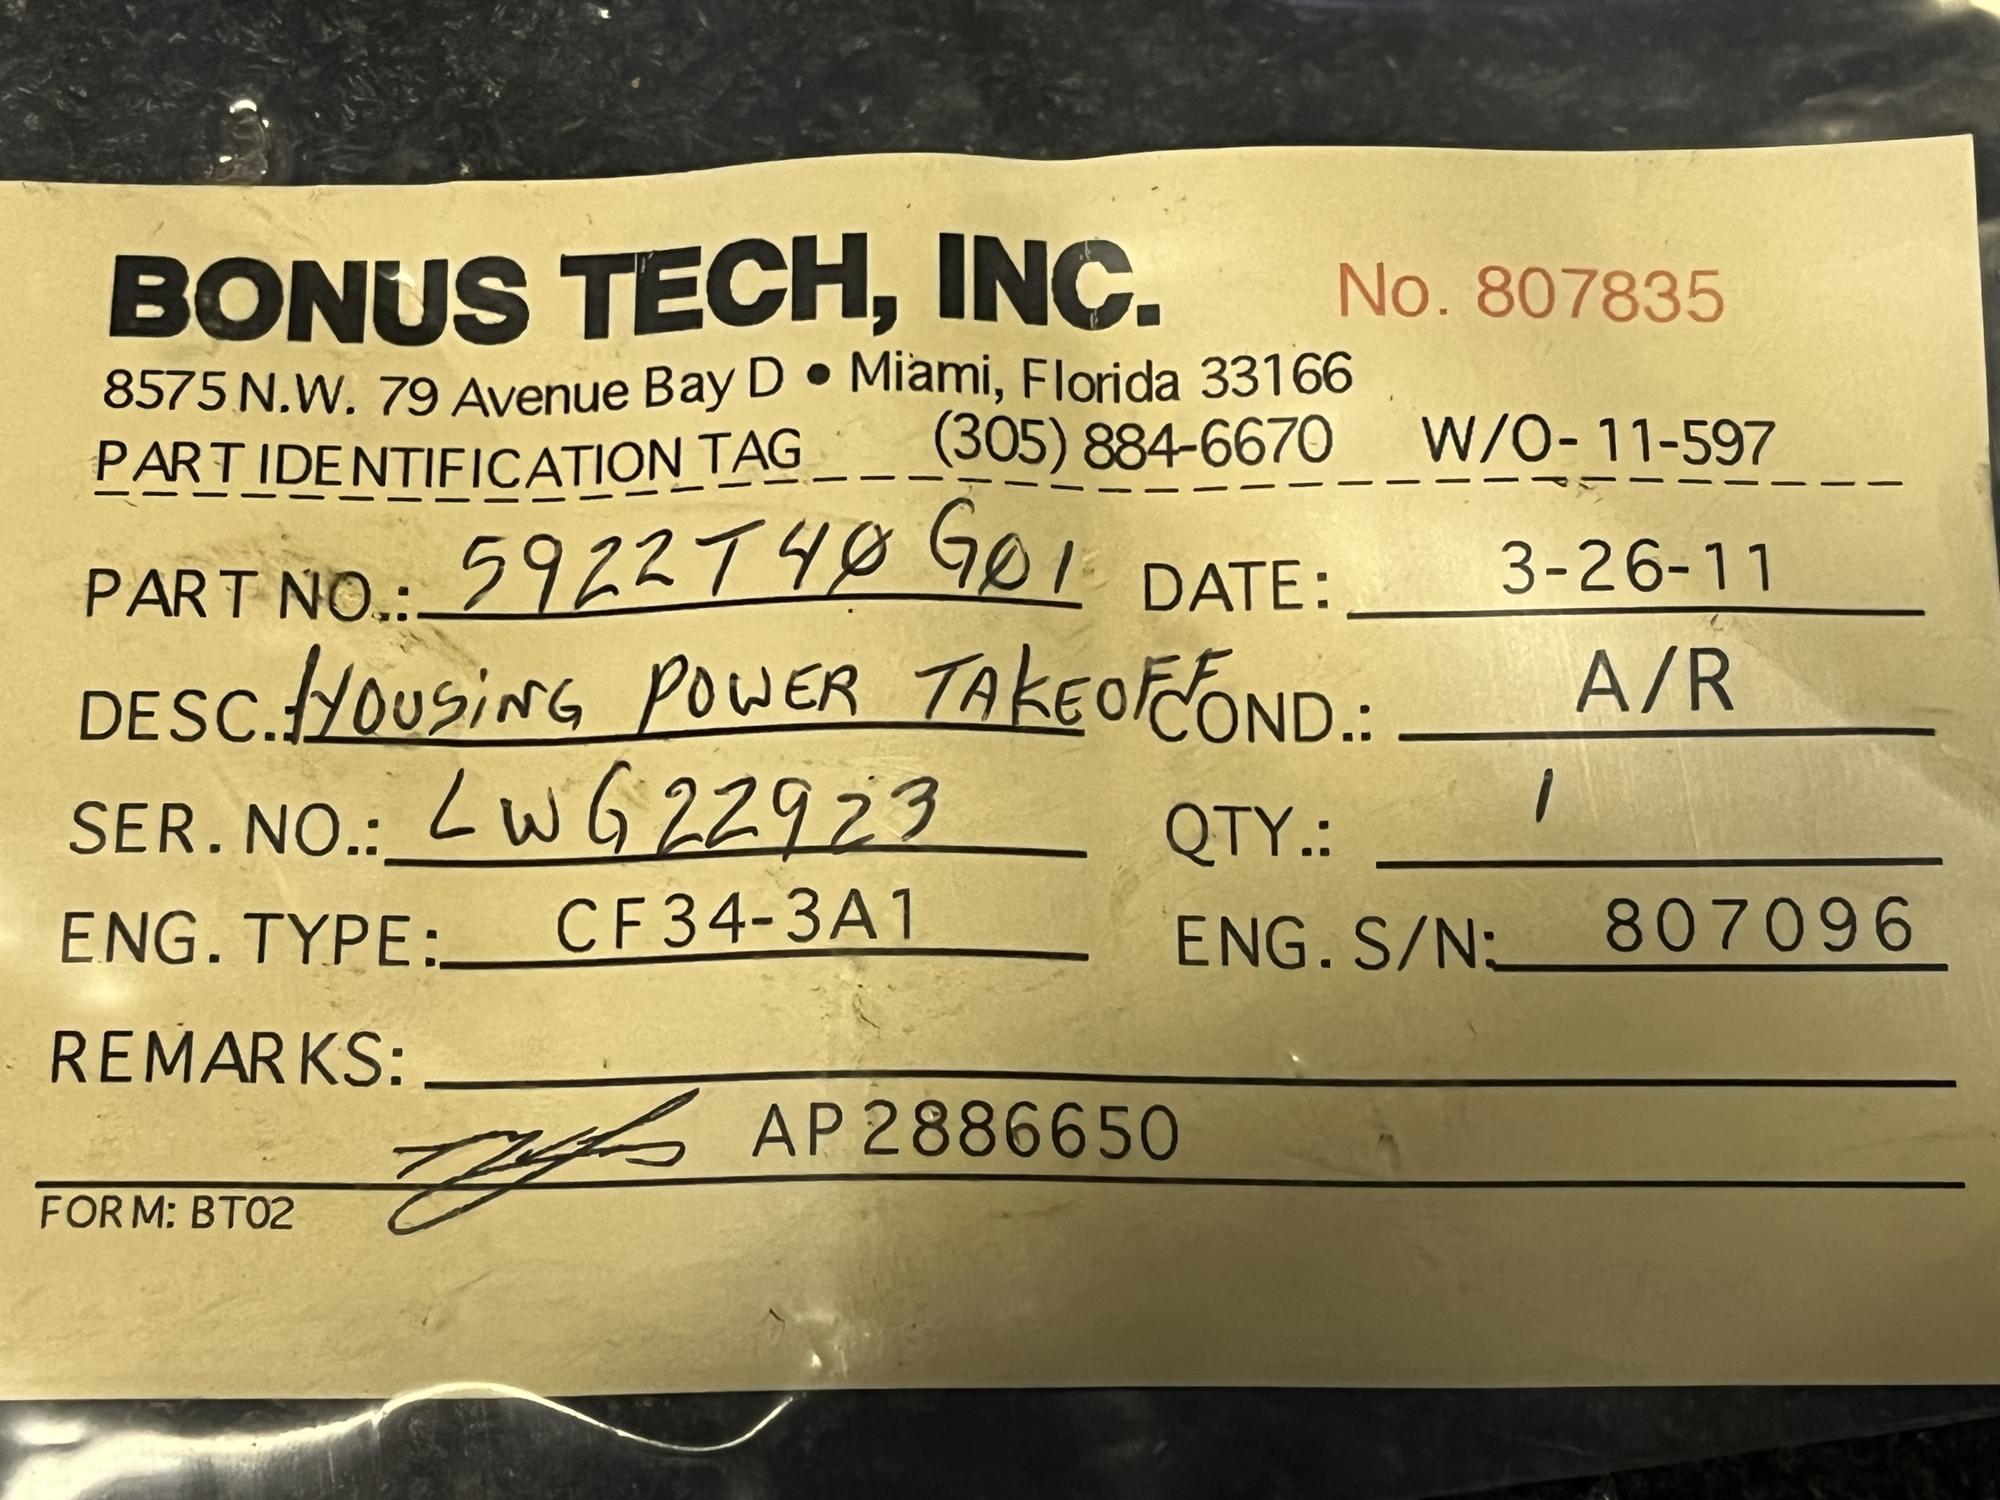 BONUS TECH, INC. No. 807835
8575 N.W. 79 Avenue Bay D • Miami, Florida 33166
PART IDENTIFICATION TAG (305) 884-6670 W/O- 11-597
PART NO.: 5922T40G01 DATE: 3-26-11
DESC.: HOUSING POWER TAKEOFF COND.: A/R
SER. NO.: LWG22923 QTY.: 1
ENG. TYPE: CF34-3A1 ENG. S/N: 807096
REMARKS:
AP2886650
FORM: BT02